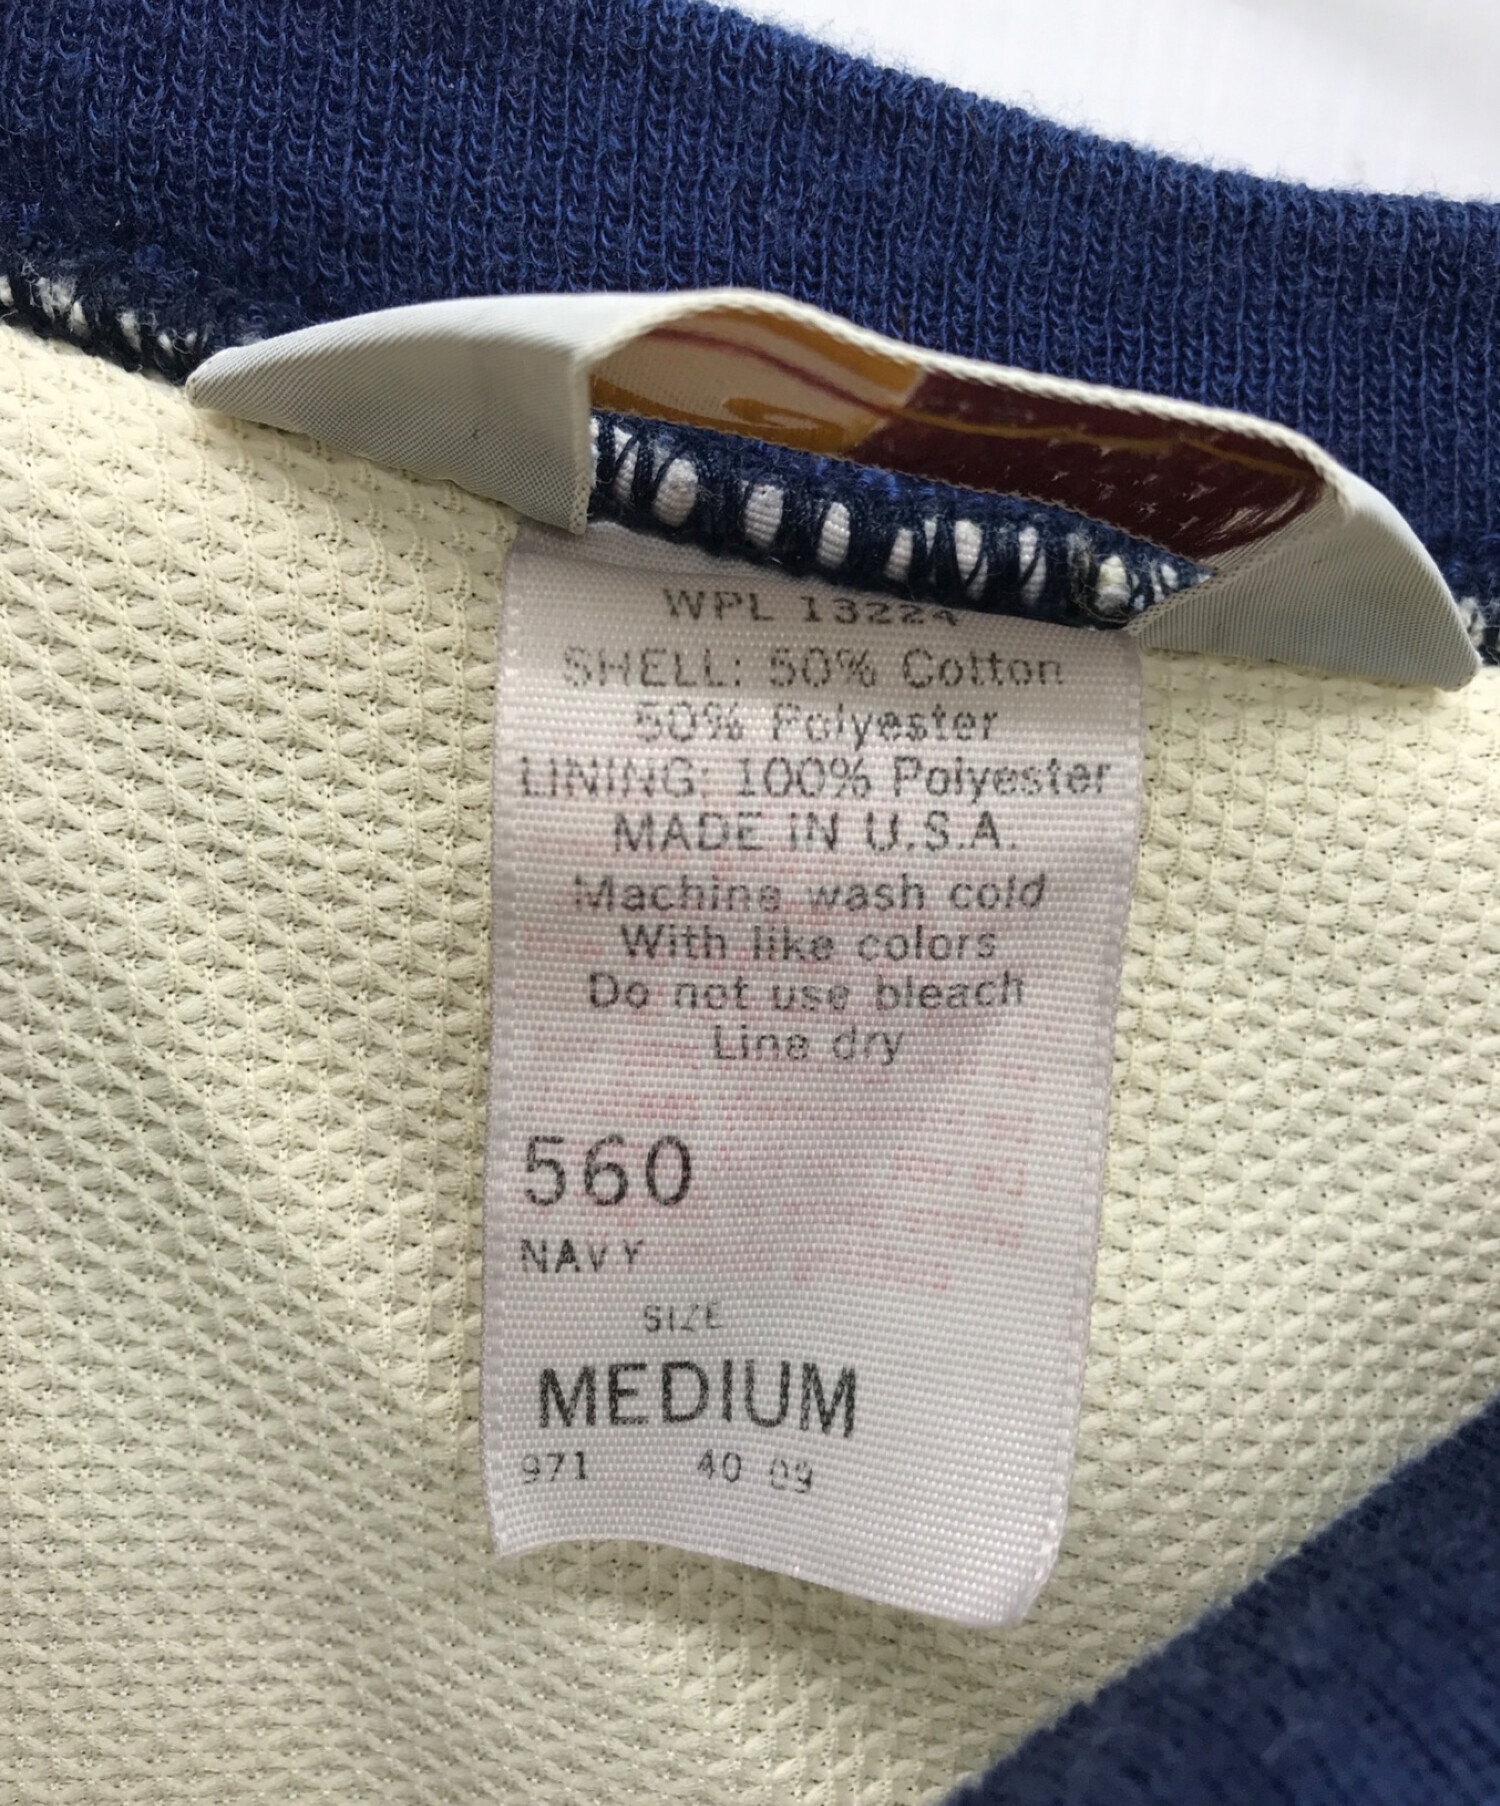 WPL 13224
SHELL: 50% Cotton
50% Polyester
LINING: 100% Polyester
MADE IN U.S.A.
Machine wash cold
With like colors
Do not use bleach
Line dry
560
NAVY
SIZE
MEDIUM
971 40 09